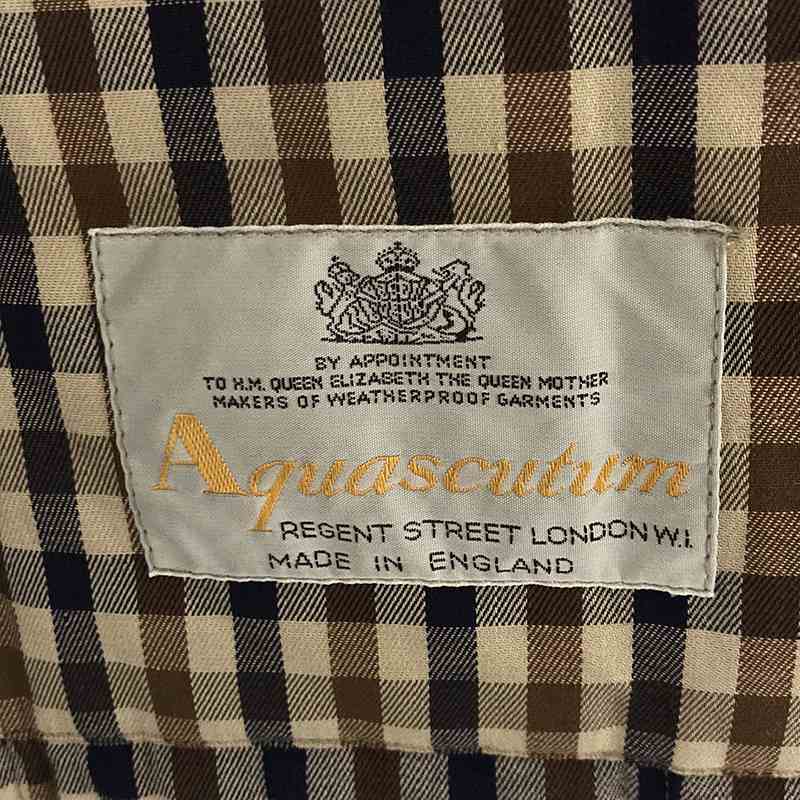 BY APPOINTMENT
TO H.M. QUEEN ELIZABETH THE QUEEN MOTHER
MAKERS OF WEATHERPROOF GARMENTS
Aquascutum
REGENT STREET LONDON W.I.
MADE IN ENGLAND